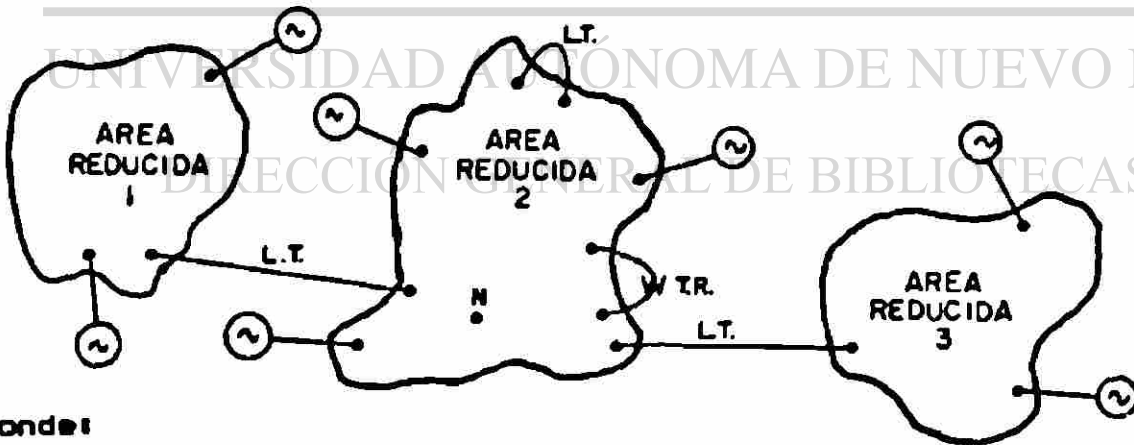 UNIVERSIDAD AUTÓNOMA DE NUEVO
DIRECCIÓN GENERAL DE BIBLIOTECAS
L.T.
AREA
REDUCIDA
1
AREA
REDUCIDA
2
L.T.
N
T.R.
L.T.
AREA
REDUCIDA
3
onde: